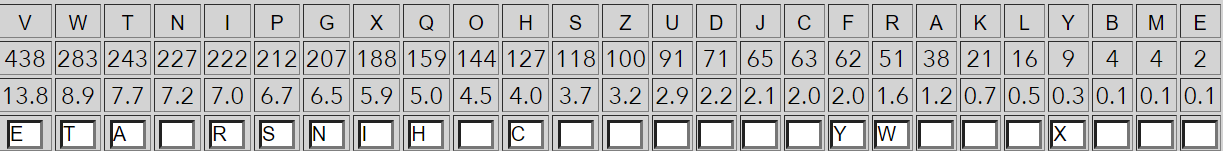 V W T N I P G X Q O H S Z U D J C F R A K L Y B M E
438 283 243 227 222 212 207 188 159 144 127 118 100 91 71 65 63 62 51 38 21 16 9 4 4 2
13.8 8.9 7.7 7.2 7.0 6.7 6.5 5.9 5.0 4.5 4.0 3.7 3.2 2.9 2.2 2.1 2.0 2.0 1.6 1.2 0.7 0.5 0.3 0.1 0.1 0.1
E T A R S N I H C Y W X